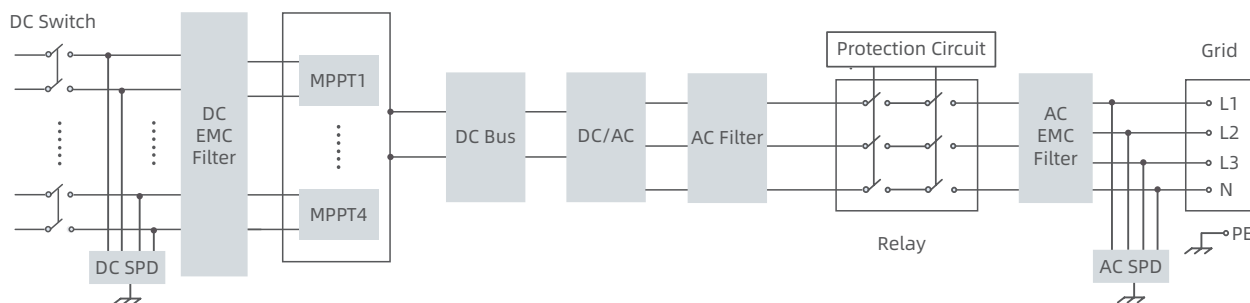 DC Switch
DC
EMC
Filter
MPPT1
MPPT4
DC SPD
DC Bus
DC/AC
AC Filter
Protection Circuit
Relay
AC
EMC
Filter
Grid
L1
L2
L3
N
PE
AC SPD